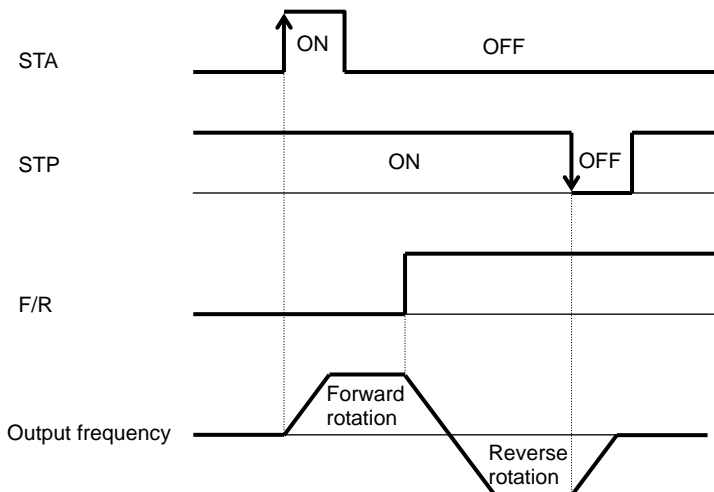 STA
ON
OFF
STP
ON
OFF
F/R
Output frequency
Forward
rotation
Reverse
rotation